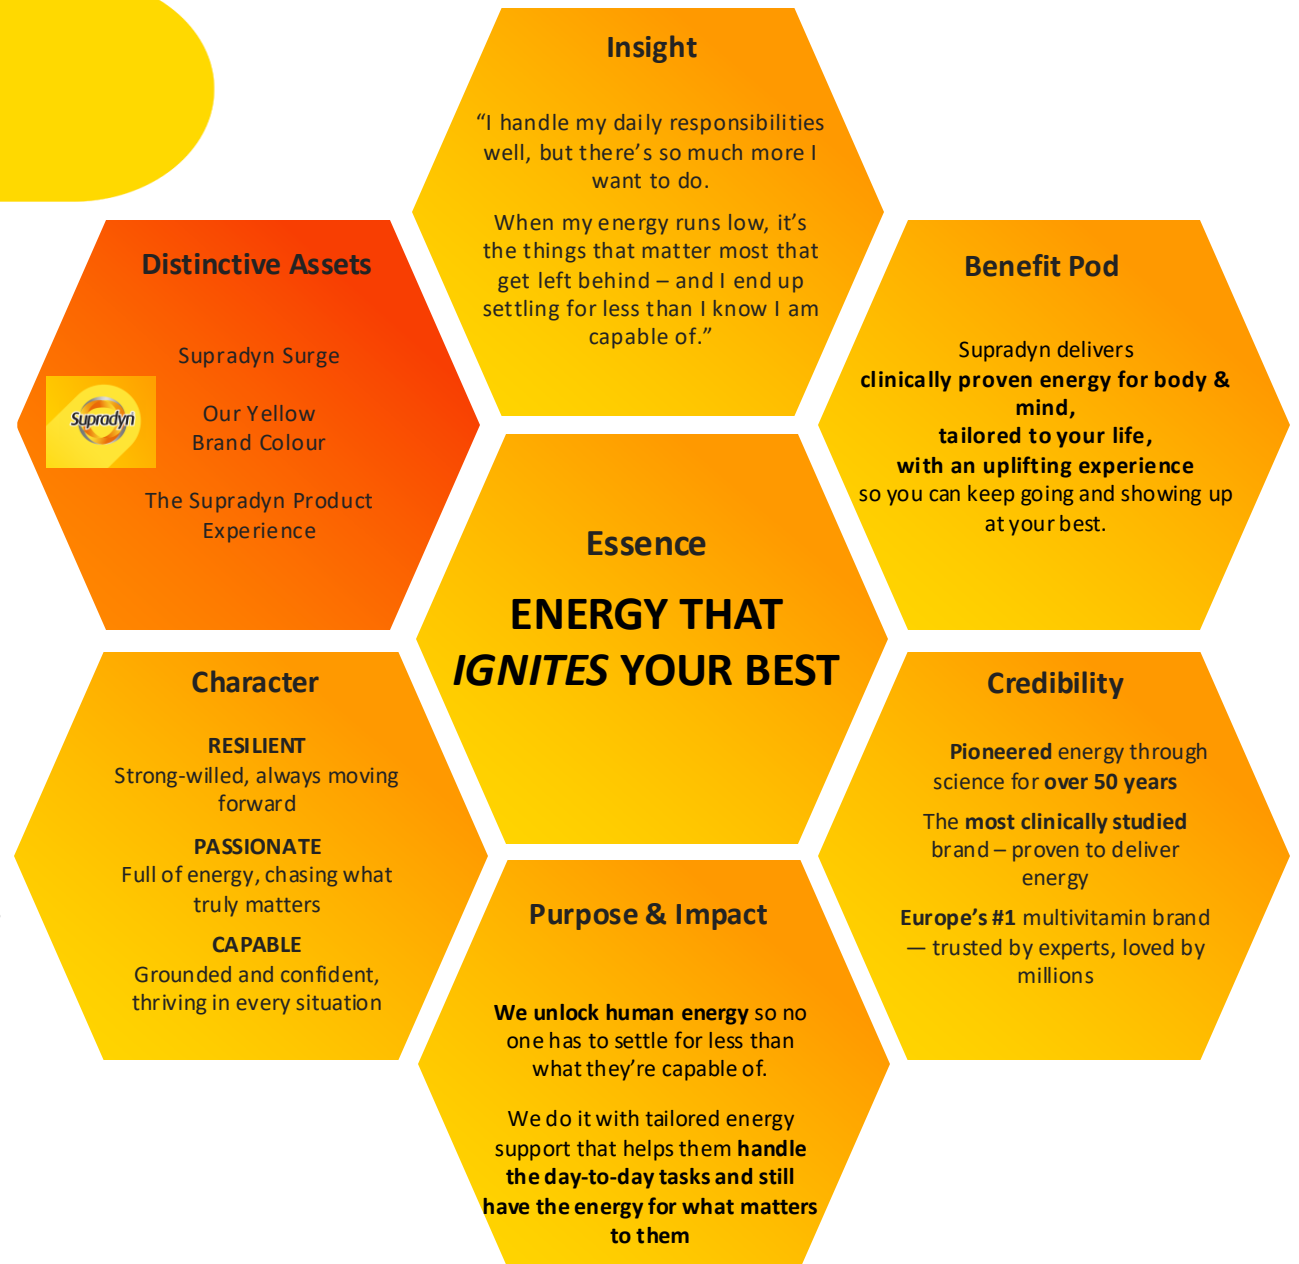 Insight
“I handle my daily responsibilities
well, but there’s so much more I
want to do.
When my energy runs low, it’s
the things that matter most that
get left behind – and I end up
settling for less than I know I am
capable of.”
Distinctive Assets
Supradyn Surge
Our Yellow
Brand Colour
The Supradyn Product
Experience
Supradyn
Benefit Pod
Supradyn delivers
clinically proven energy for body &
mind,
tailored to your life,
with an uplifting experience
so you can keep going and showing up
at your best.
Essence
ENERGY THAT
IGNITES YOUR BEST
Character
RESILIENT
Strong-willed, always moving
forward
PASSIONATE
Full of energy, chasing what
truly matters
CAPABLE
Grounded and confident,
thriving in every situation
Credibility
Pioneered energy through
science for over 50 years
The most clinically studied
brand – proven to deliver
energy
Europe’s #1 multivitamin brand
— trusted by experts, loved by
millions
Purpose & Impact
We unlock human energy so no
one has to settle for less than
what they’re capable of.
We do it with tailored energy
support that helps them handle
the day-to-day tasks and still
have the energy for what matters
to them